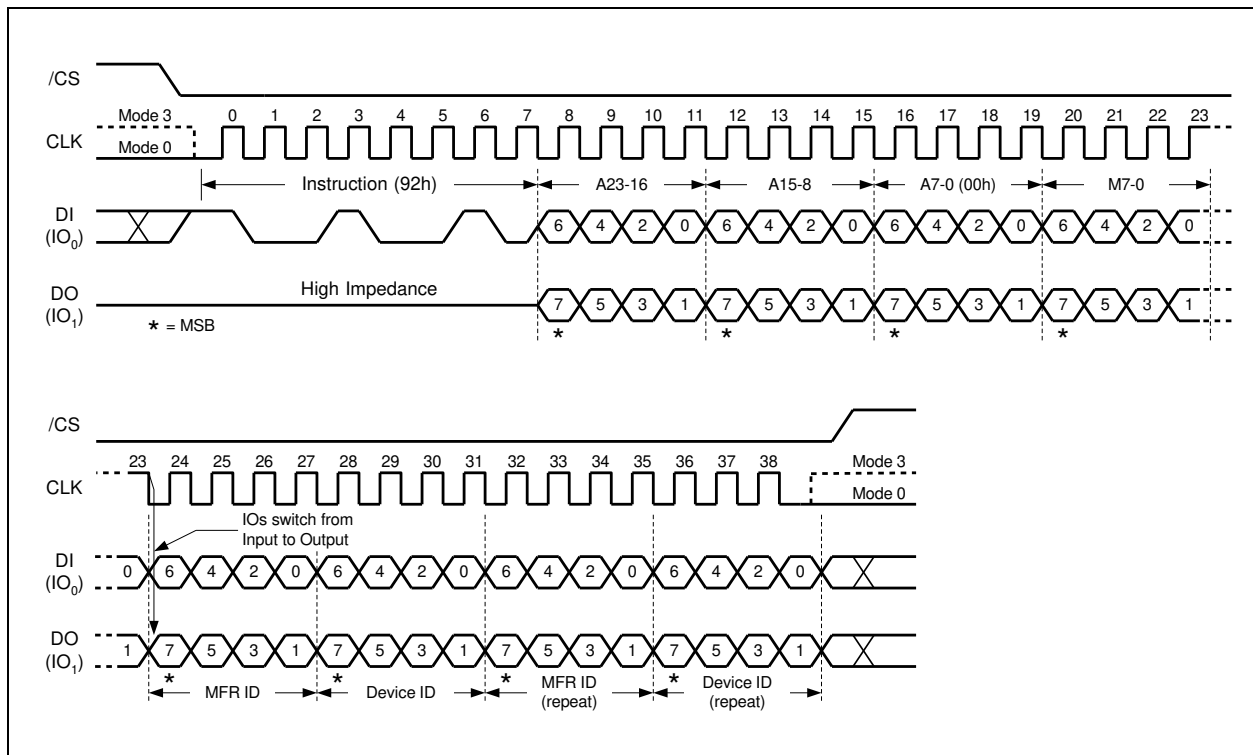 /CS
Mode 3 0 1 2 3 4 5 6 7 8 9 10 11 12 13 14 15 16 17 18 19 20 21 22 23
CLK
Mode 0
Instruction (92h) A23-16 A15-8 A7-0 (00h) M7-0
DI
(IO0)
6 4 2 0 6 4 2 0 6 4 2 0 6 4 2 0
High Impedance
DO
(IO1)
7 5 3 1 7 5 3 1 7 5 3 1 7 5 3 1
* = MSB
* * * *
/CS
23 24 25 26 27 28 29 30 31 32 33 34 35 36 37 38 Mode 3
CLK
Mode 0
IOs switch from
Input to Output
DI
(IO0)
0 6 4 2 0 6 4 2 0 6 4 2 0 6 4 2 0
DO
(IO1)
1 7 5 3 1 7 5 3 1 7 5 3 1 7 5 3 1
* * * *
MFR ID Device ID MFR ID
(repeat)
Device ID
(repeat)